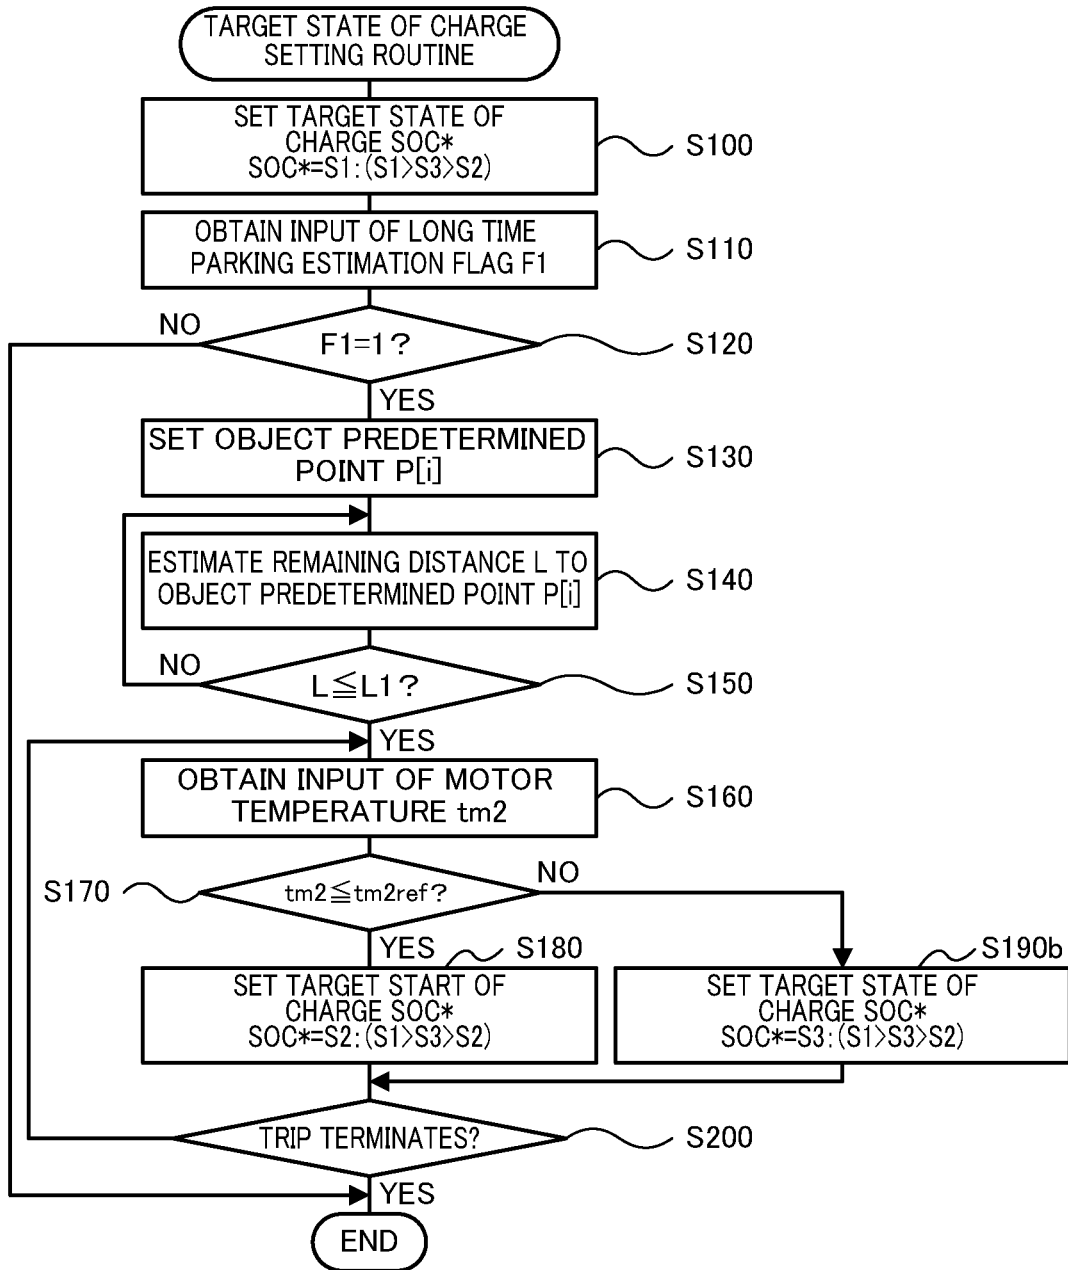 TARGET STATE OF CHARGE
SETTING ROUTINE
SET TARGET STATE OF
CHARGE SOC*
SOC*=S1:(S1>S3>S2)
S100
OBTAIN INPUT OF LONG TIME
PARKING ESTIMATION FLAG F1
S110
NO
F1=1?
S120
YES
SET OBJECT PREDETERMINED
POINT P[i]
S130
ESTIMATE REMAINING DISTANCE L TO
OBJECT PREDETERMINED POINT P[i]
S140
NO
L≦L1?
S150
YES
OBTAIN INPUT OF MOTOR
TEMPERATURE tm2
S160
S170
tm2≦tm2ref?
NO
YES
S180
S190b
SET TARGET START OF
CHARGE SOC*
SOC*=S2:(S1>S3>S2)
SET TARGET STATE OF
CHARGE SOC*
SOC*=S3:(S1>S3>S2)
TRIP TERMINATES?
S200
YES
END